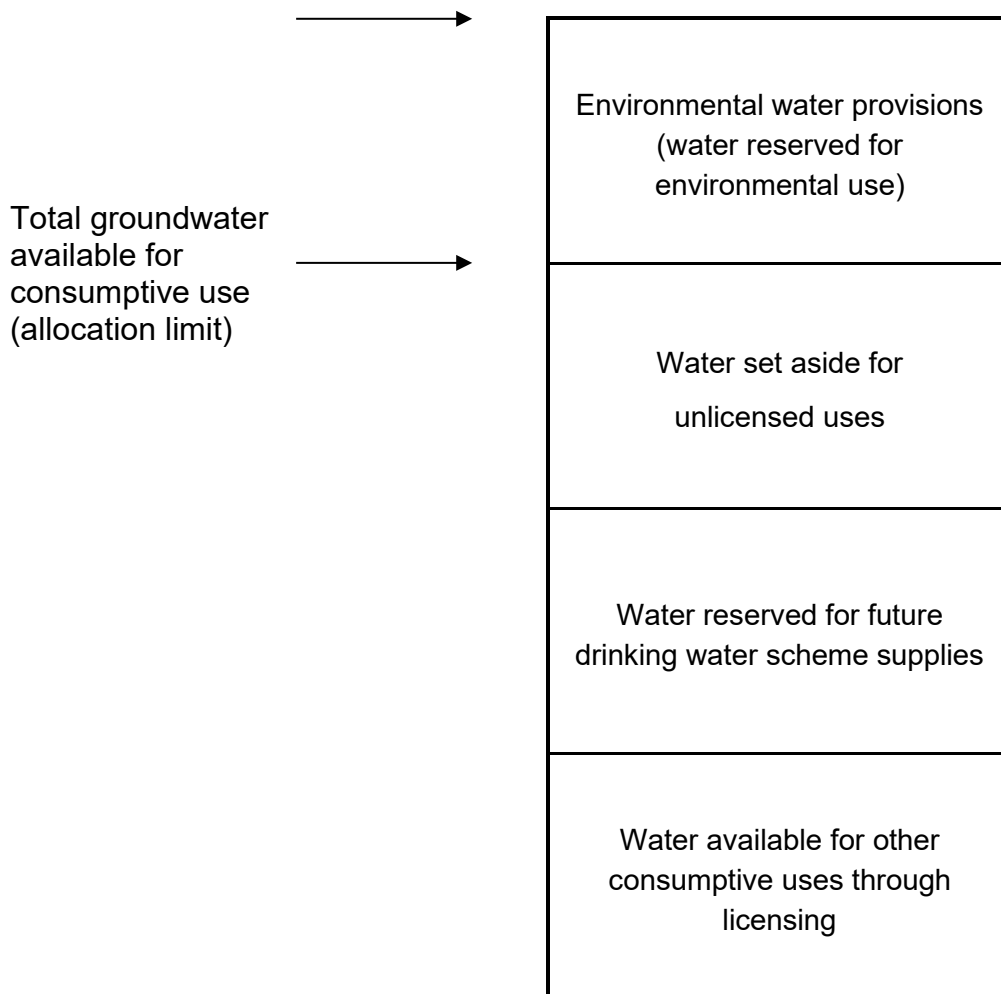 Environmental water provisions
(water reserved for
environmental use)
Total groundwater
available for
consumptive use
(allocation limit)
Water set aside for
unlicensed uses
Water reserved for future
drinking water scheme supplies
Water available for other
consumptive uses through
licensing